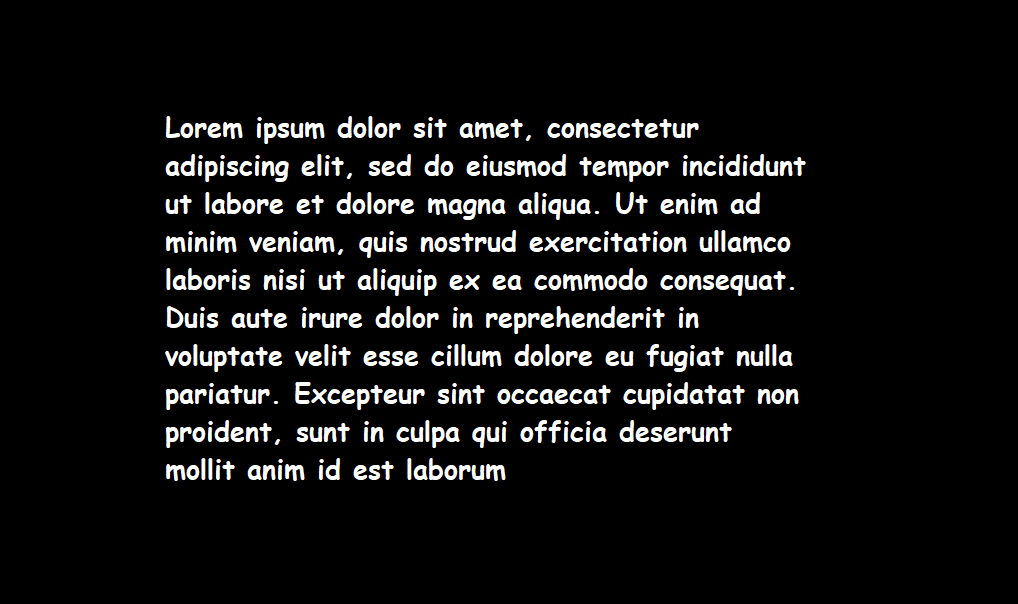 Lorem ipsum dolor sit amet, consectetur
adipiscing elit, sed do eiusmod tempor incididunt
ut labore et dolore magna aliqua. Ut enim ad
minim veniam, quis nostrud exercitation ullamco
laboris nisi ut aliquip ex ea commodo consequat.
Duis aute irure dolor in reprehenderit in
voluptate velit esse cillum dolore eu fugiat nulla
pariatur. Excepteur sint occaecat cupidatat non
proident, sunt in culpa qui officia deserunt
mollit anim id est laborum